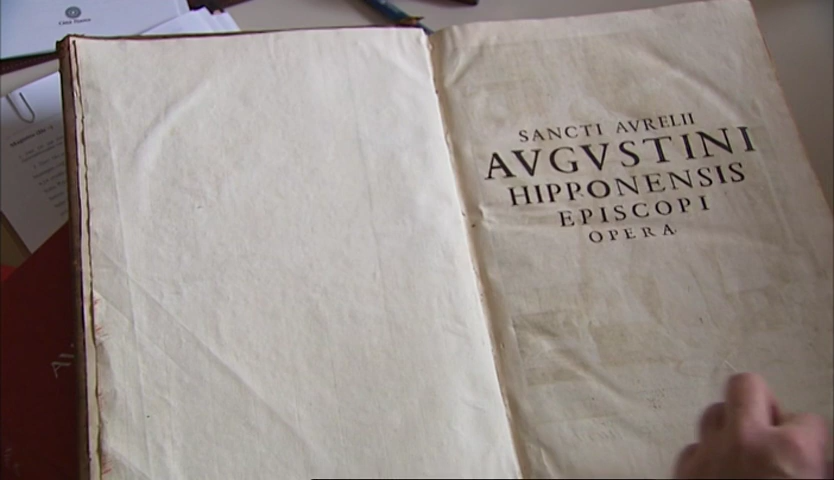 SANCTI AVRELII
AVGVSTINI
HIPPONENSIS
EPISCOPI
OPERA